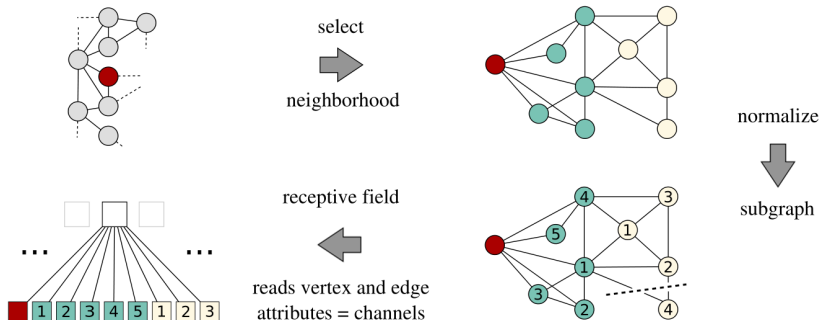 select
neighborhood
normalize
subgraph
4
3
5
1
1
2
3
2
4
receptive field
reads vertex and edge
attributes = channels
...
...
1 2 3 4 5 1 2 3